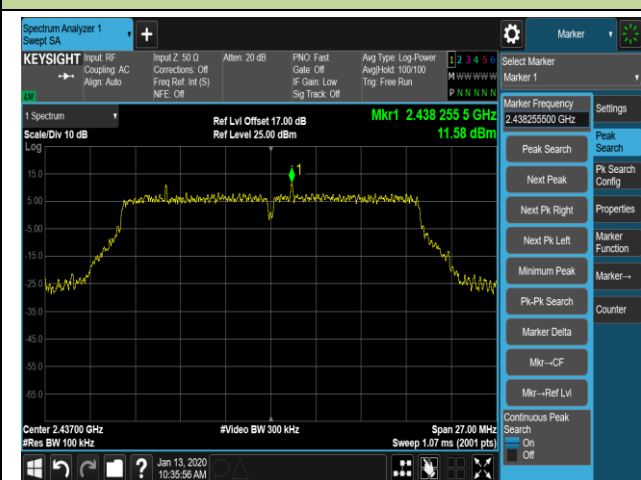 Spectrum Analyzer 1
Swept SA
+
Marker
KEYSIGHT
Input: RF
Coupling: AC
Align: Auto
Input Z: 50 Ω
Corrections: Off
Freq Ref: Int (S)
NFE: Off
Atten: 20 dB
PNO: Fast
Gate: Off
IF Gain: Low
Sig Track: Off
Avg Type: Log-Power
Avg|Hold: 100/100
Trig: Free Run
1 2 3 4 5 6
M W W W W W
P N N N N N
Select Marker
Marker 1
1 Spectrum
Scale/Div 10 dB
Log
Ref Lvl Offset 17.00 dB
Ref Level 25.00 dBm
Mkr1 2.438 255 5 GHz
11.58 dBm
15.0
5.00
-5.00
-15.0
-25.0
-35.0
-45.0
-55.0
-65.0
1
Center 2.43700 GHz
#Res BW 100 kHz
#Video BW 300 kHz
Span 27.00 MHz
Sweep 1.07 ms (2001 pts)
Marker Frequency
2.438255500 GHz
Peak Search
Next Peak
Next Pk Right
Next Pk Left
Minimum Peak
Pk-Pk Search
Marker Delta
Mkr→CF
Mkr→Ref Lvl
Continuous Peak
Search
On
Off
Settings
Peak
Search
Pk Search
Config
Properties
Marker
Function
Marker→
Counter
?
Jan 13, 2020
10:35:56 AM